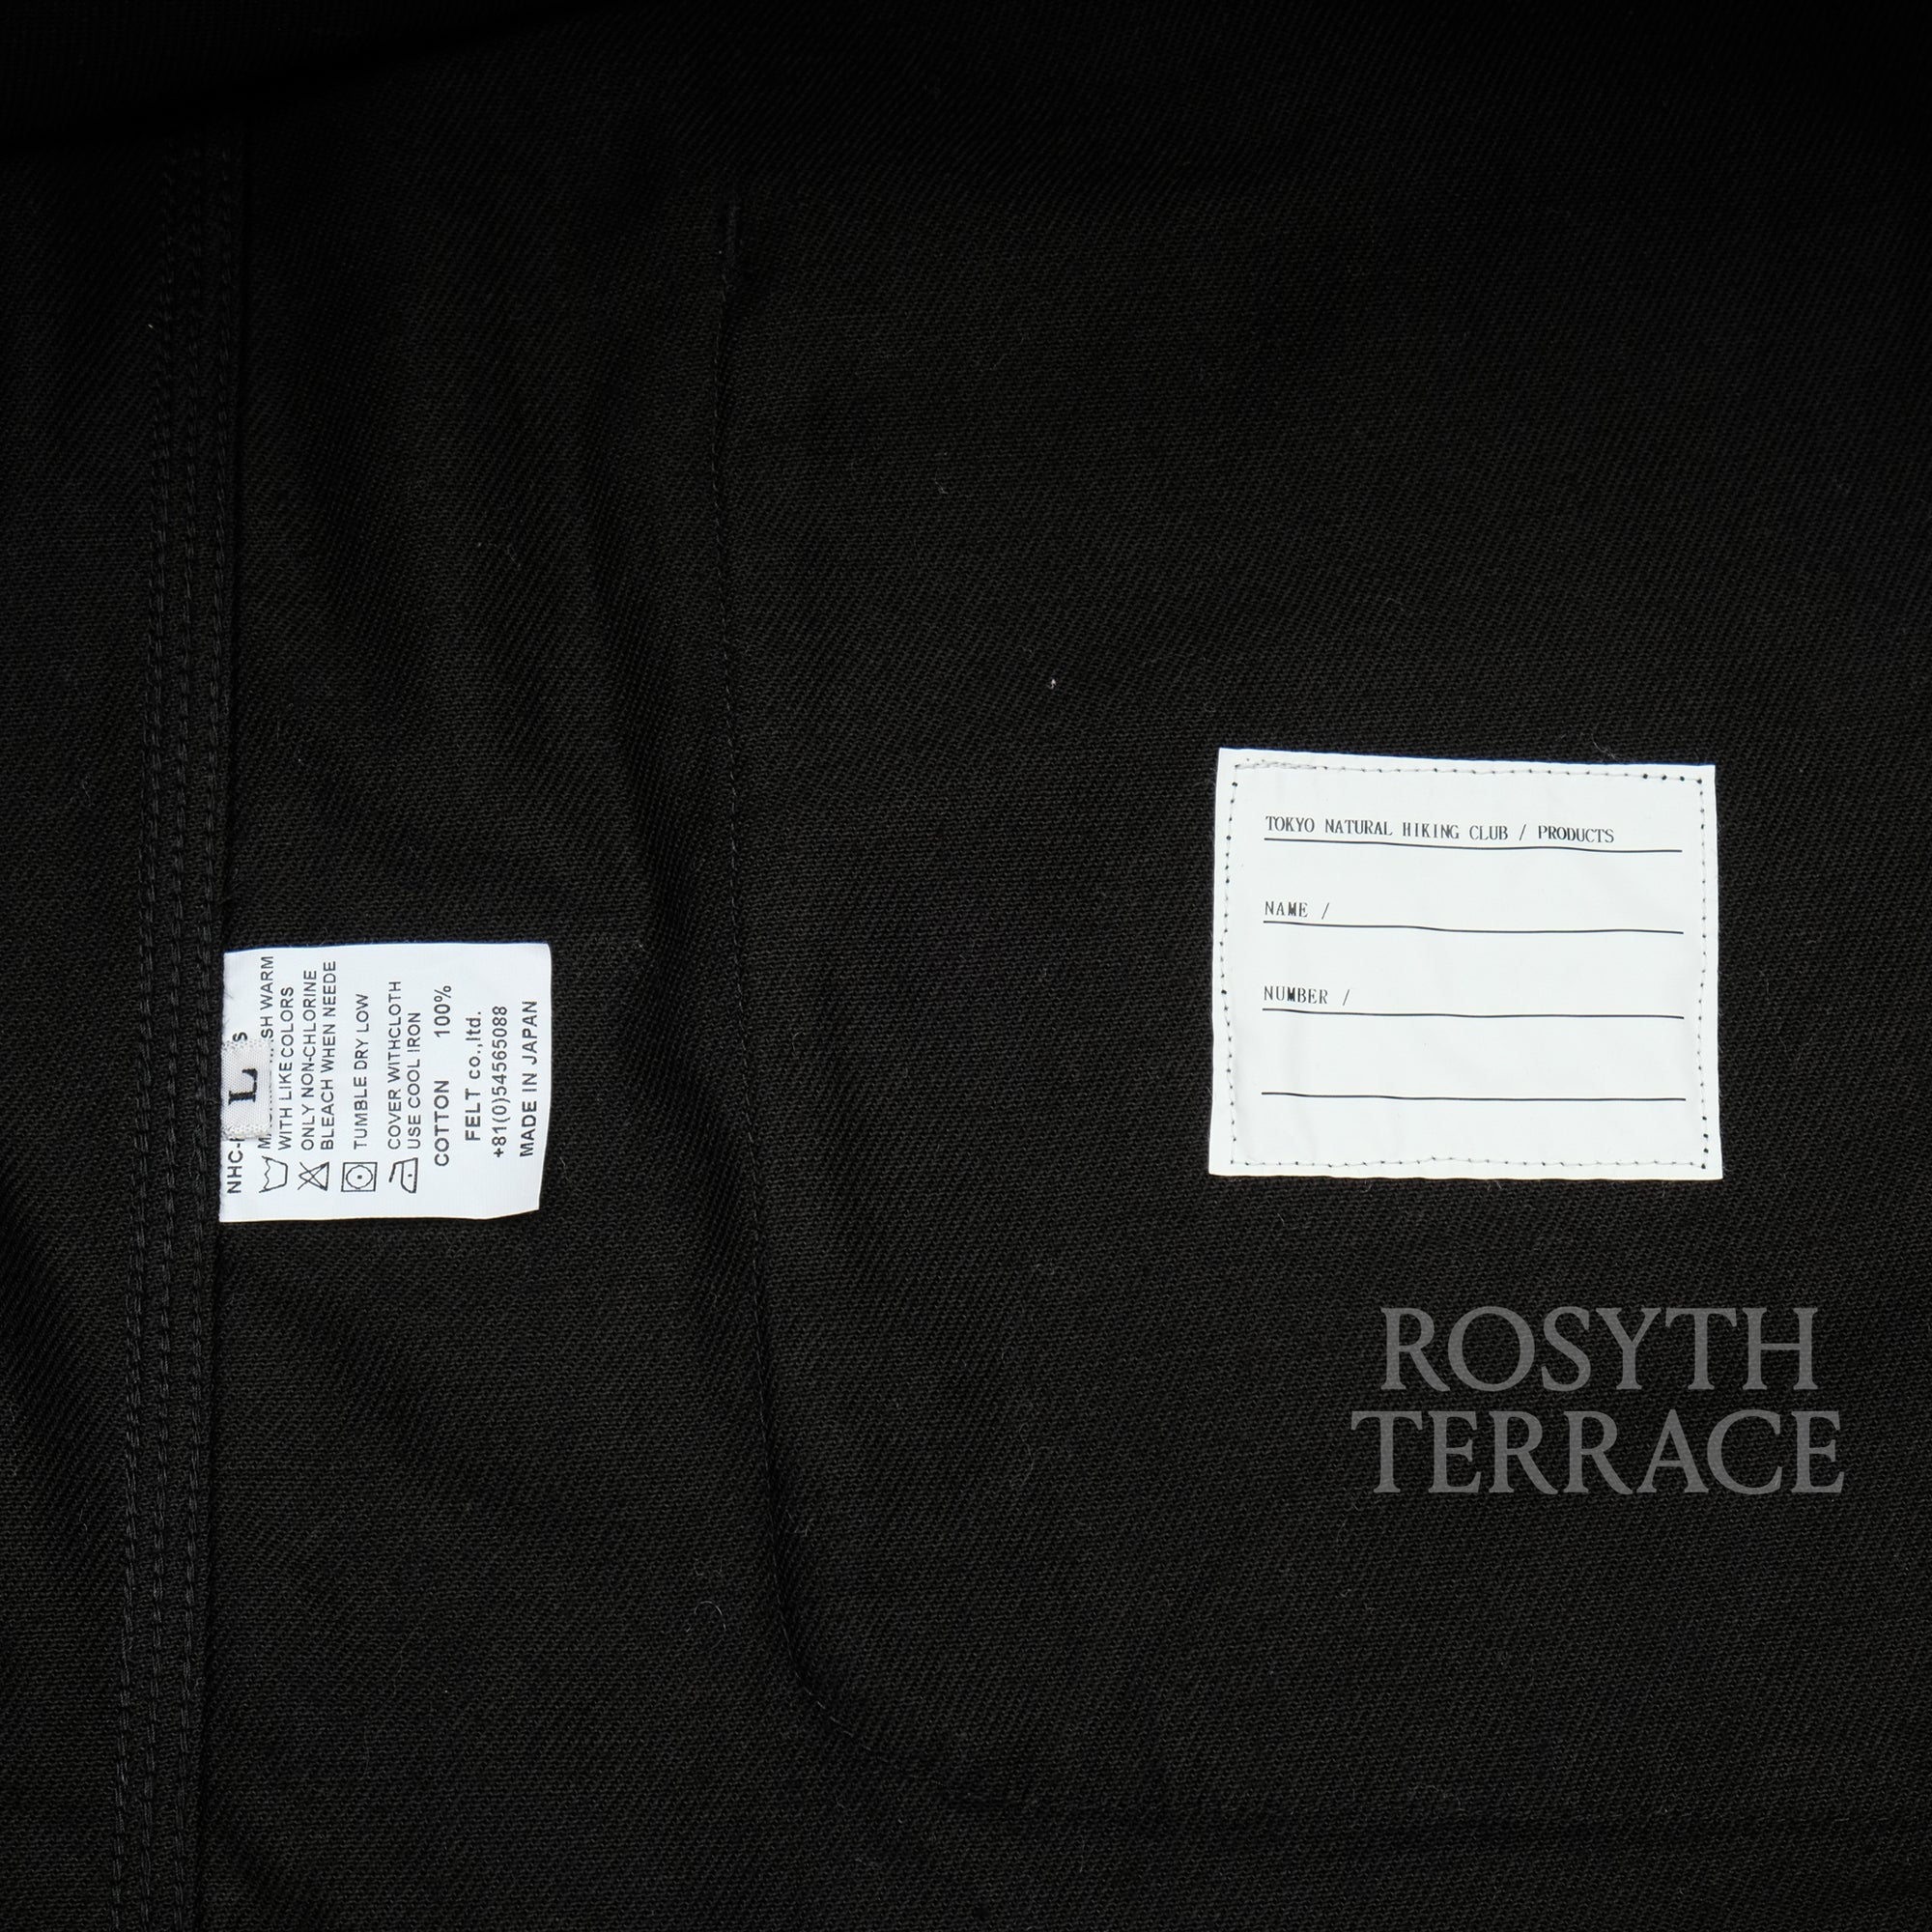 NHC-
L
WITH LIKE COLORS
ONLY NON-CHLORINE
BLEACH WHEN NEEDE
TUMBLE DRY LOW
COVER WITHCLOTH
USE COOL IRON
COTTON 100%
FELT co.,ltd.
+81(0)54565088
MADE IN JAPAN
TOKYO NATURAL HIKING CLUB / PRODUCTS
NAME /
NUMBER /
ROSYTH
TERRACE